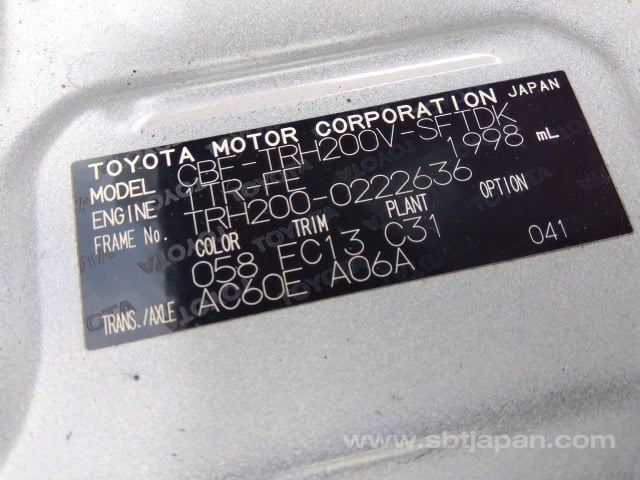 TOYOTA MOTOR CORPORATION JAPAN
MODEL CBF-TRH200V-SFTDK
ENGINE 1TR-FE 1998 mL
FRAME No. TRH200-0222636
COLOR TRIM PLANT OPTION
058 FC13 C31 041
TRANS./AXLE AC60E A06A
www.sbtjapan.com